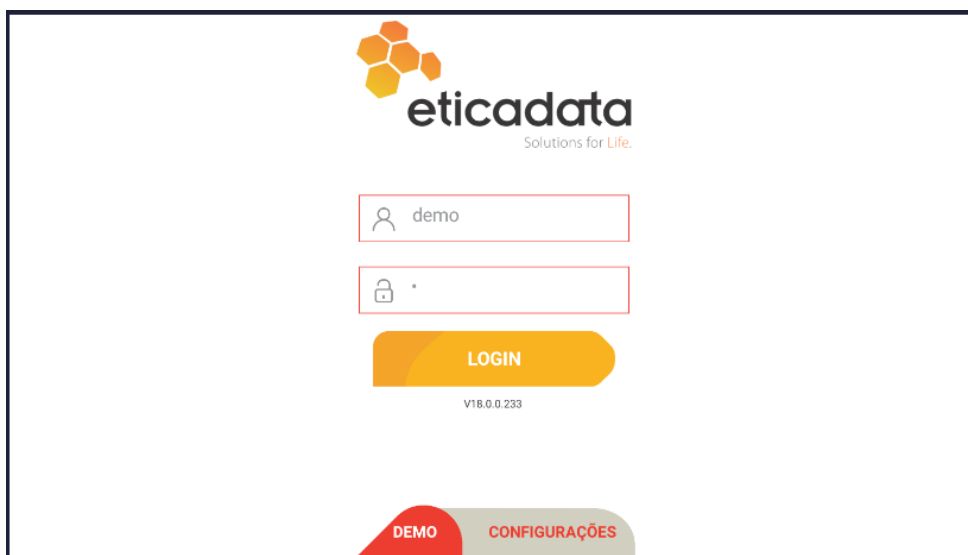 eticadata
Solutions for Life.
demo
•
LOGIN
V18.0.0.233
DEMO CONFIGURAÇÕES